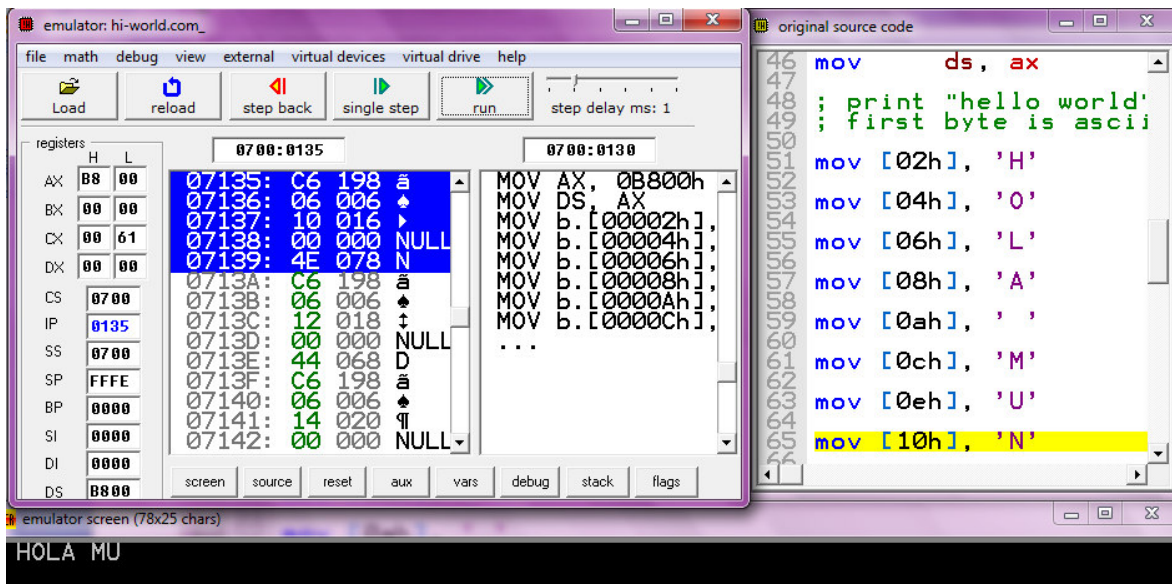 emulator: hi-world.com_
file math debug view external virtual devices virtual drive help
Load reload step back single step run step delay ms: 1
registers
H L
AX B8 00
BX 00 00
CX 00 61
DX 00 00
CS 0700
IP 0135
SS 0700
SP FFFE
BP 0000
SI 0000
DI 0000
DS B800
0700:0135
07135: C6 198 ã
07136: 06 006 ♠
07137: 10 016 ►
07138: 00 000 NULL
07139: 4E 078 N
0713A: C6 198 ã
0713B: 06 006 ♠
0713C: 12 018 ↕
0713D: 00 000 NULL
0713E: 44 068 D
0713F: C6 198 ã
07140: 06 006 ♠
07141: 14 020 ¶
07142: 00 000 NULL
0700:0130
MOV AX, 0B800h
MOV DS, AX
MOV b.[00002h],
MOV b.[00004h],
MOV b.[00006h],
MOV b.[00008h],
MOV b.[0000Ah],
MOV b.[0000Ch],
...
screen source reset aux vars debug stack flags
original source code
46 mov ds, ax
47
48 ; print "hello world"
49 ; first byte is ascii
50
51 mov [02h], 'H'
52
53 mov [04h], 'O'
54
55 mov [06h], 'L'
56
57 mov [08h], 'A'
58
59 mov [0ah], ' '
60
61 mov [0ch], 'M'
62
63 mov [0eh], 'U'
64
65 mov [10h], 'N'
66
emulator screen (78x25 chars)
HOLA MU